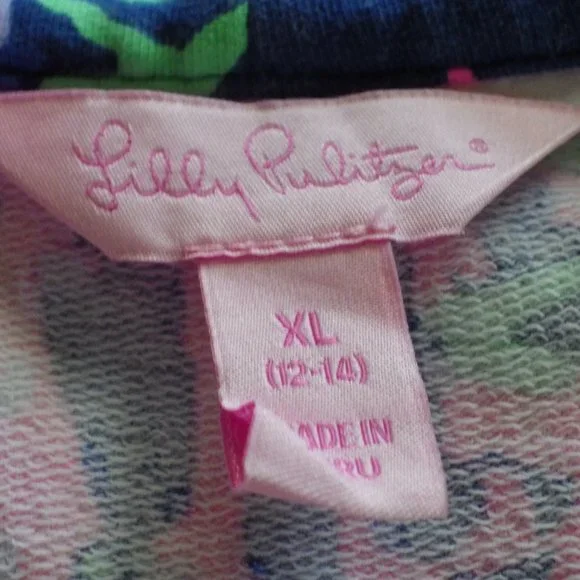 Lilly Pulitzer®
XL
(12-14)
ADE IN
RU